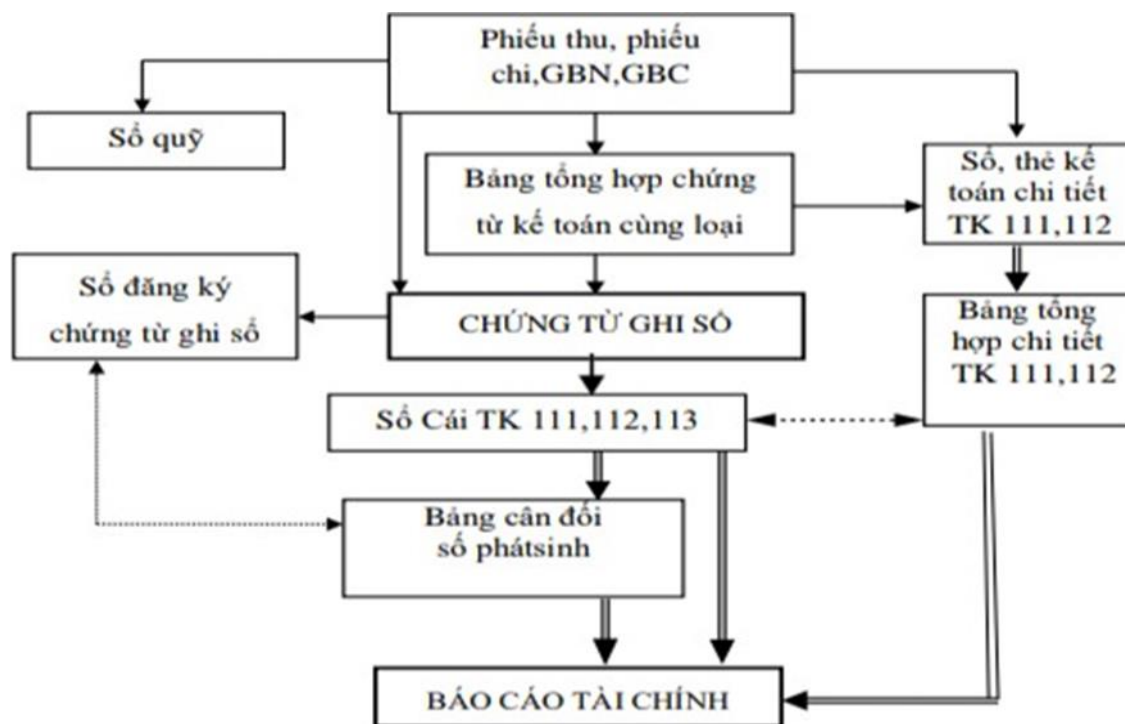 Phiếu thu, phiếu
chi,GBN,GBC
Sổ quỹ
Bảng tổng hợp chứng
từ kế toán cùng loại
Sổ, thẻ kế
toán chi tiết
TK 111,112
Sổ đăng ký
chứng từ ghi sổ
CHỨNG TỪ GHI SỔ
Bảng tổng
hợp chi tiết
TK 111,112
Sổ Cái TK 111,112,113
Bảng cân đối
số phátsinh
BÁO CÁO TÀI CHÍNH